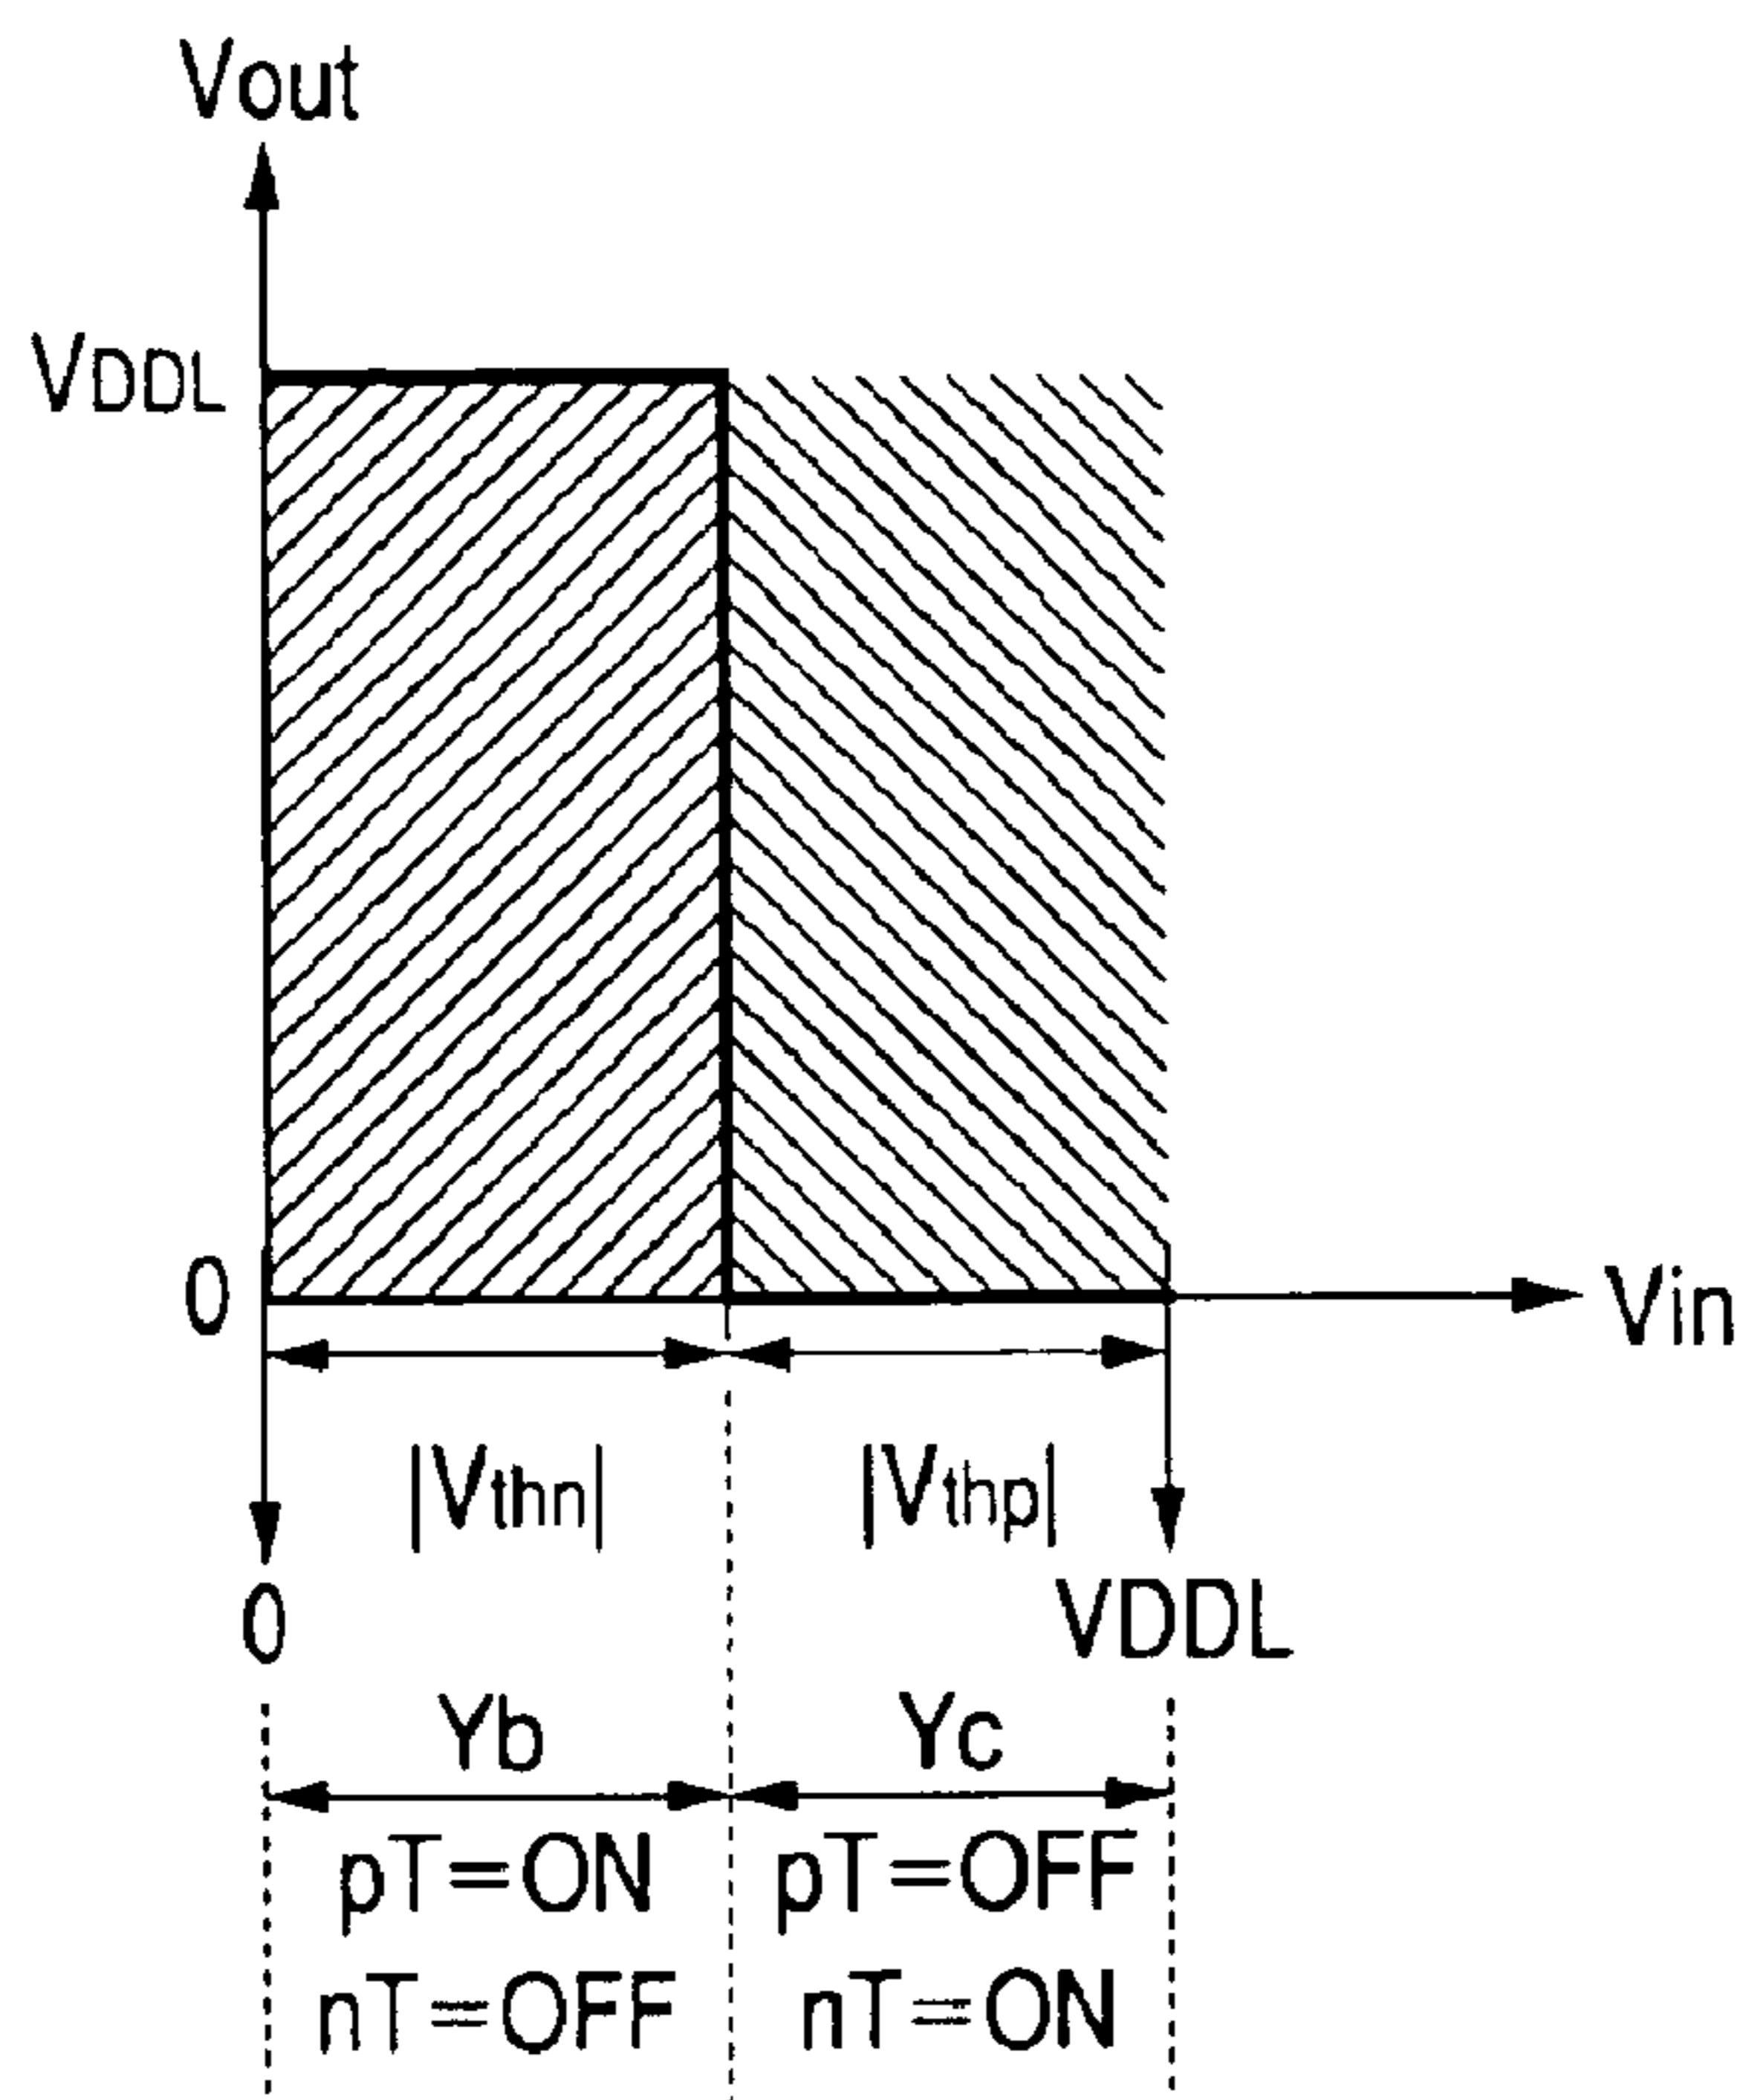 Vout
VDDL
0
Vin
|Vthn|
|Vthp|
0
VDDL
Yb
Yc
pT=ON
pT=OFF
nT=OFF
nT=ON